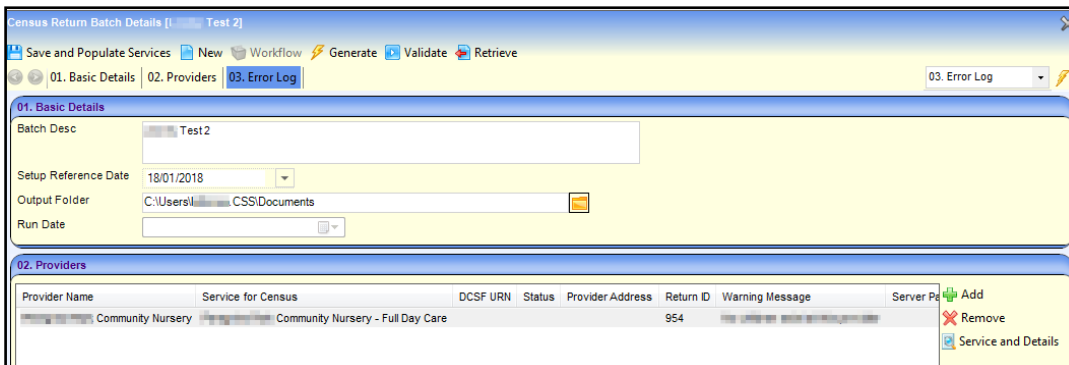 Census Return Batch Details [ Test 2]
Save and Populate Services New Workflow Generate Validate Retrieve
01. Basic Details 02. Providers 03. Error Log 03. Error Log
01. Basic Details
Batch Desc Test 2
Setup Reference Date 18/01/2018
Output Folder C:\Users\ .CSS\Documents
Run Date
02. Providers
Provider Name Service for Census DCSF URN Status Provider Address Return ID Warning Message Server Pa Add
Community Nursery Community Nursery - Full Day Care 954 Remove
Service and Details